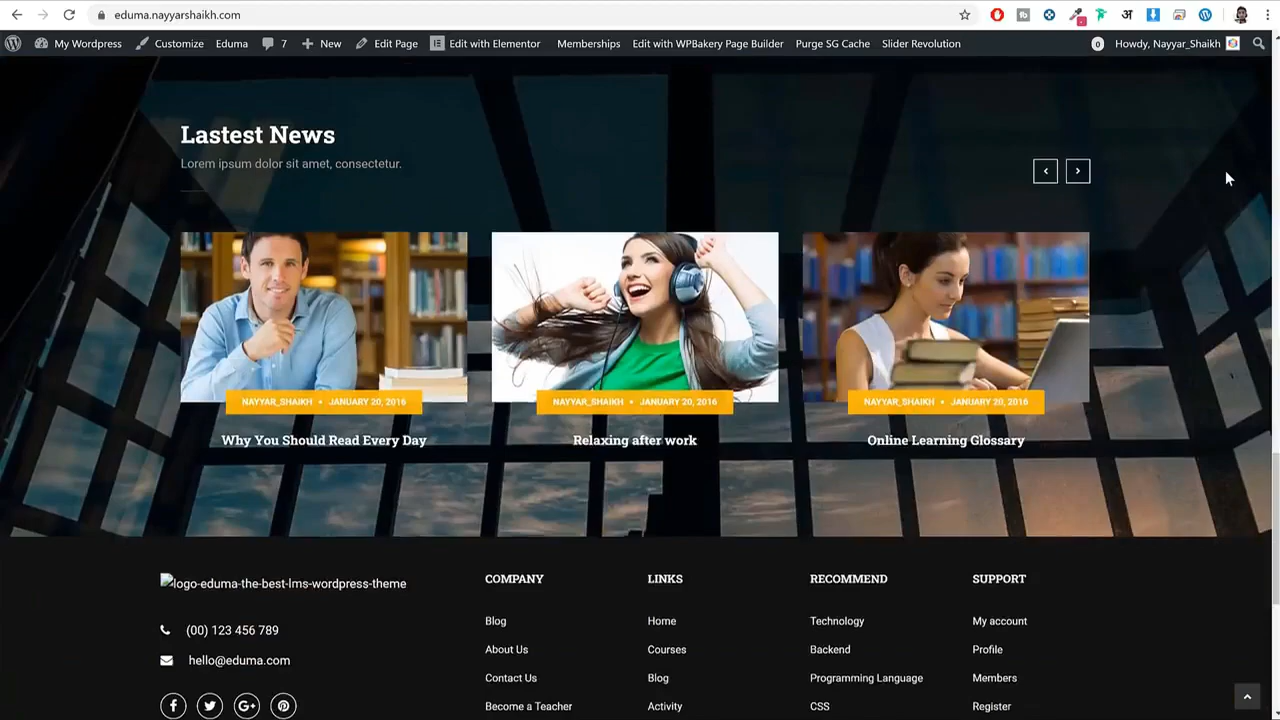 eduma.nayyarshaikh.com
My Wordpress Customize Eduma 7 New Edit Page Edit with Elementor Memberships Edit with WPBakery Page Builder Purge SG Cache Slider Revolution 0 Howdy, Nayyar_Shaikh
Lastest News
Lorem ipsum dolor sit amet, consectetur.
NAYYAR_SHAIKH • JANUARY 20, 2016
Why You Should Read Every Day
NAYYAR_SHAIKH • JANUARY 20, 2016
Relaxing after work
NAYYAR_SHAIKH • JANUARY 20, 2016
Online Learning Glossary
logo-eduma-the-best-lms-wordpress-theme
(00) 123 456 789
hello@eduma.com
COMPANY
Blog
About Us
Contact Us
Become a Teacher
LINKS
Home
Courses
Blog
Activity
RECOMMEND
Technology
Backend
Programming Language
CSS
SUPPORT
My account
Profile
Members
Register